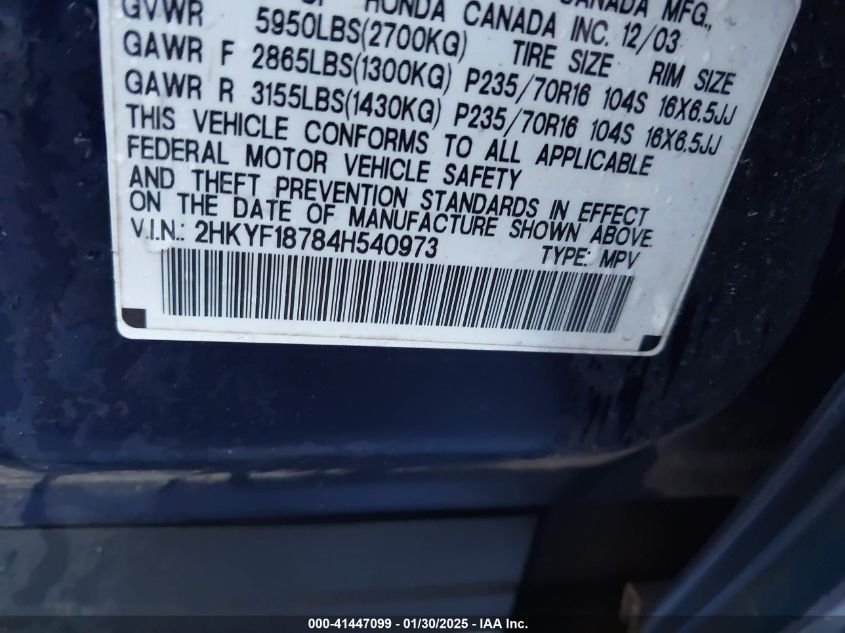 OF HONDA CANADA INC. 12/03
CANADA MFG.,
GVWR 5950LBS(2700KG) TIRE SIZE RIM SIZE
GAWR F 2865LBS(1300KG) P235/70R16 104S 16X6.5JJ
GAWR R 3155LBS(1430KG) P235/70R16 104S 16X6.5JJ
THIS VEHICLE CONFORMS TO ALL APPLICABLE
FEDERAL MOTOR VEHICLE SAFETY
AND THEFT PREVENTION STANDARDS IN EFFECT
ON THE DATE OF MANUFACTURE SHOWN ABOVE.
V.I.N.: 2HKYF18784H540973 TYPE: MPV
000-41447099 — 01/30/2025 — IAA Inc.